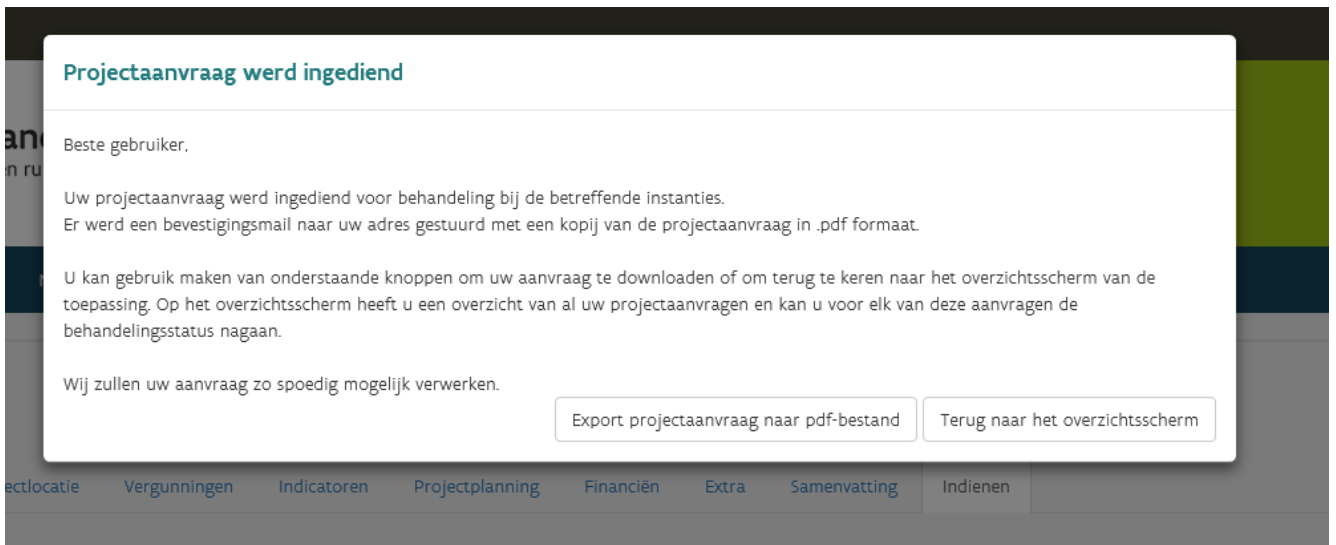 Projectaanvraag werd ingediend
Beste gebruiker,
Uw projectaanvraag werd ingediend voor behandeling bij de betreffende instanties.
Er werd een bevestigingsmail naar uw adres gestuurd met een kopij van de projectaanvraag in .pdf formaat.
U kan gebruik maken van onderstaande knoppen om uw aanvraag te downloaden of om terug te keren naar het overzichtsscherm van de
toepassing. Op het overzichtsscherm heeft u een overzicht van al uw projectaanvragen en kan u voor elk van deze aanvragen de
behandelingsstatus nagaan.
Wij zullen uw aanvraag zo spoedig mogelijk verwerken.
Export projectaanvraag naar pdf-bestand Terug naar het overzichtsscherm
ectlocatie Vergunningen Indicatoren Projectplanning Financiën Extra Samenvatting Indienen